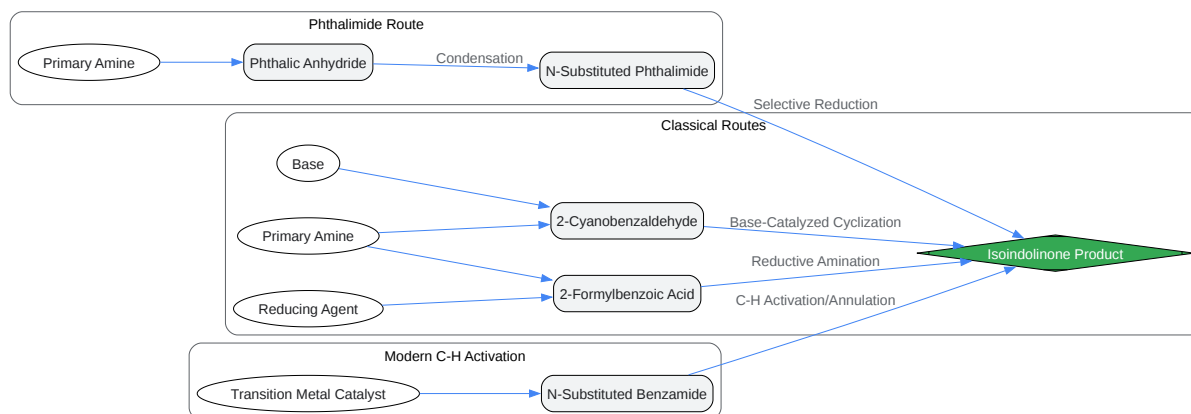 Phthalimide Route
Primary Amine
Phthalic Anhydride
Condensation
N-Substituted Phthalimide
Selective Reduction
Classical Routes
Base
Primary Amine
2-Cyanobenzaldehyde
Base-Catalyzed Cyclization
Isoindolinone Product
Reductive Amination
Reducing Agent
2-Formylbenzoic Acid
C-H Activation/Annulation
Modern C-H Activation
Transition Metal Catalyst
N-Substituted Benzamide